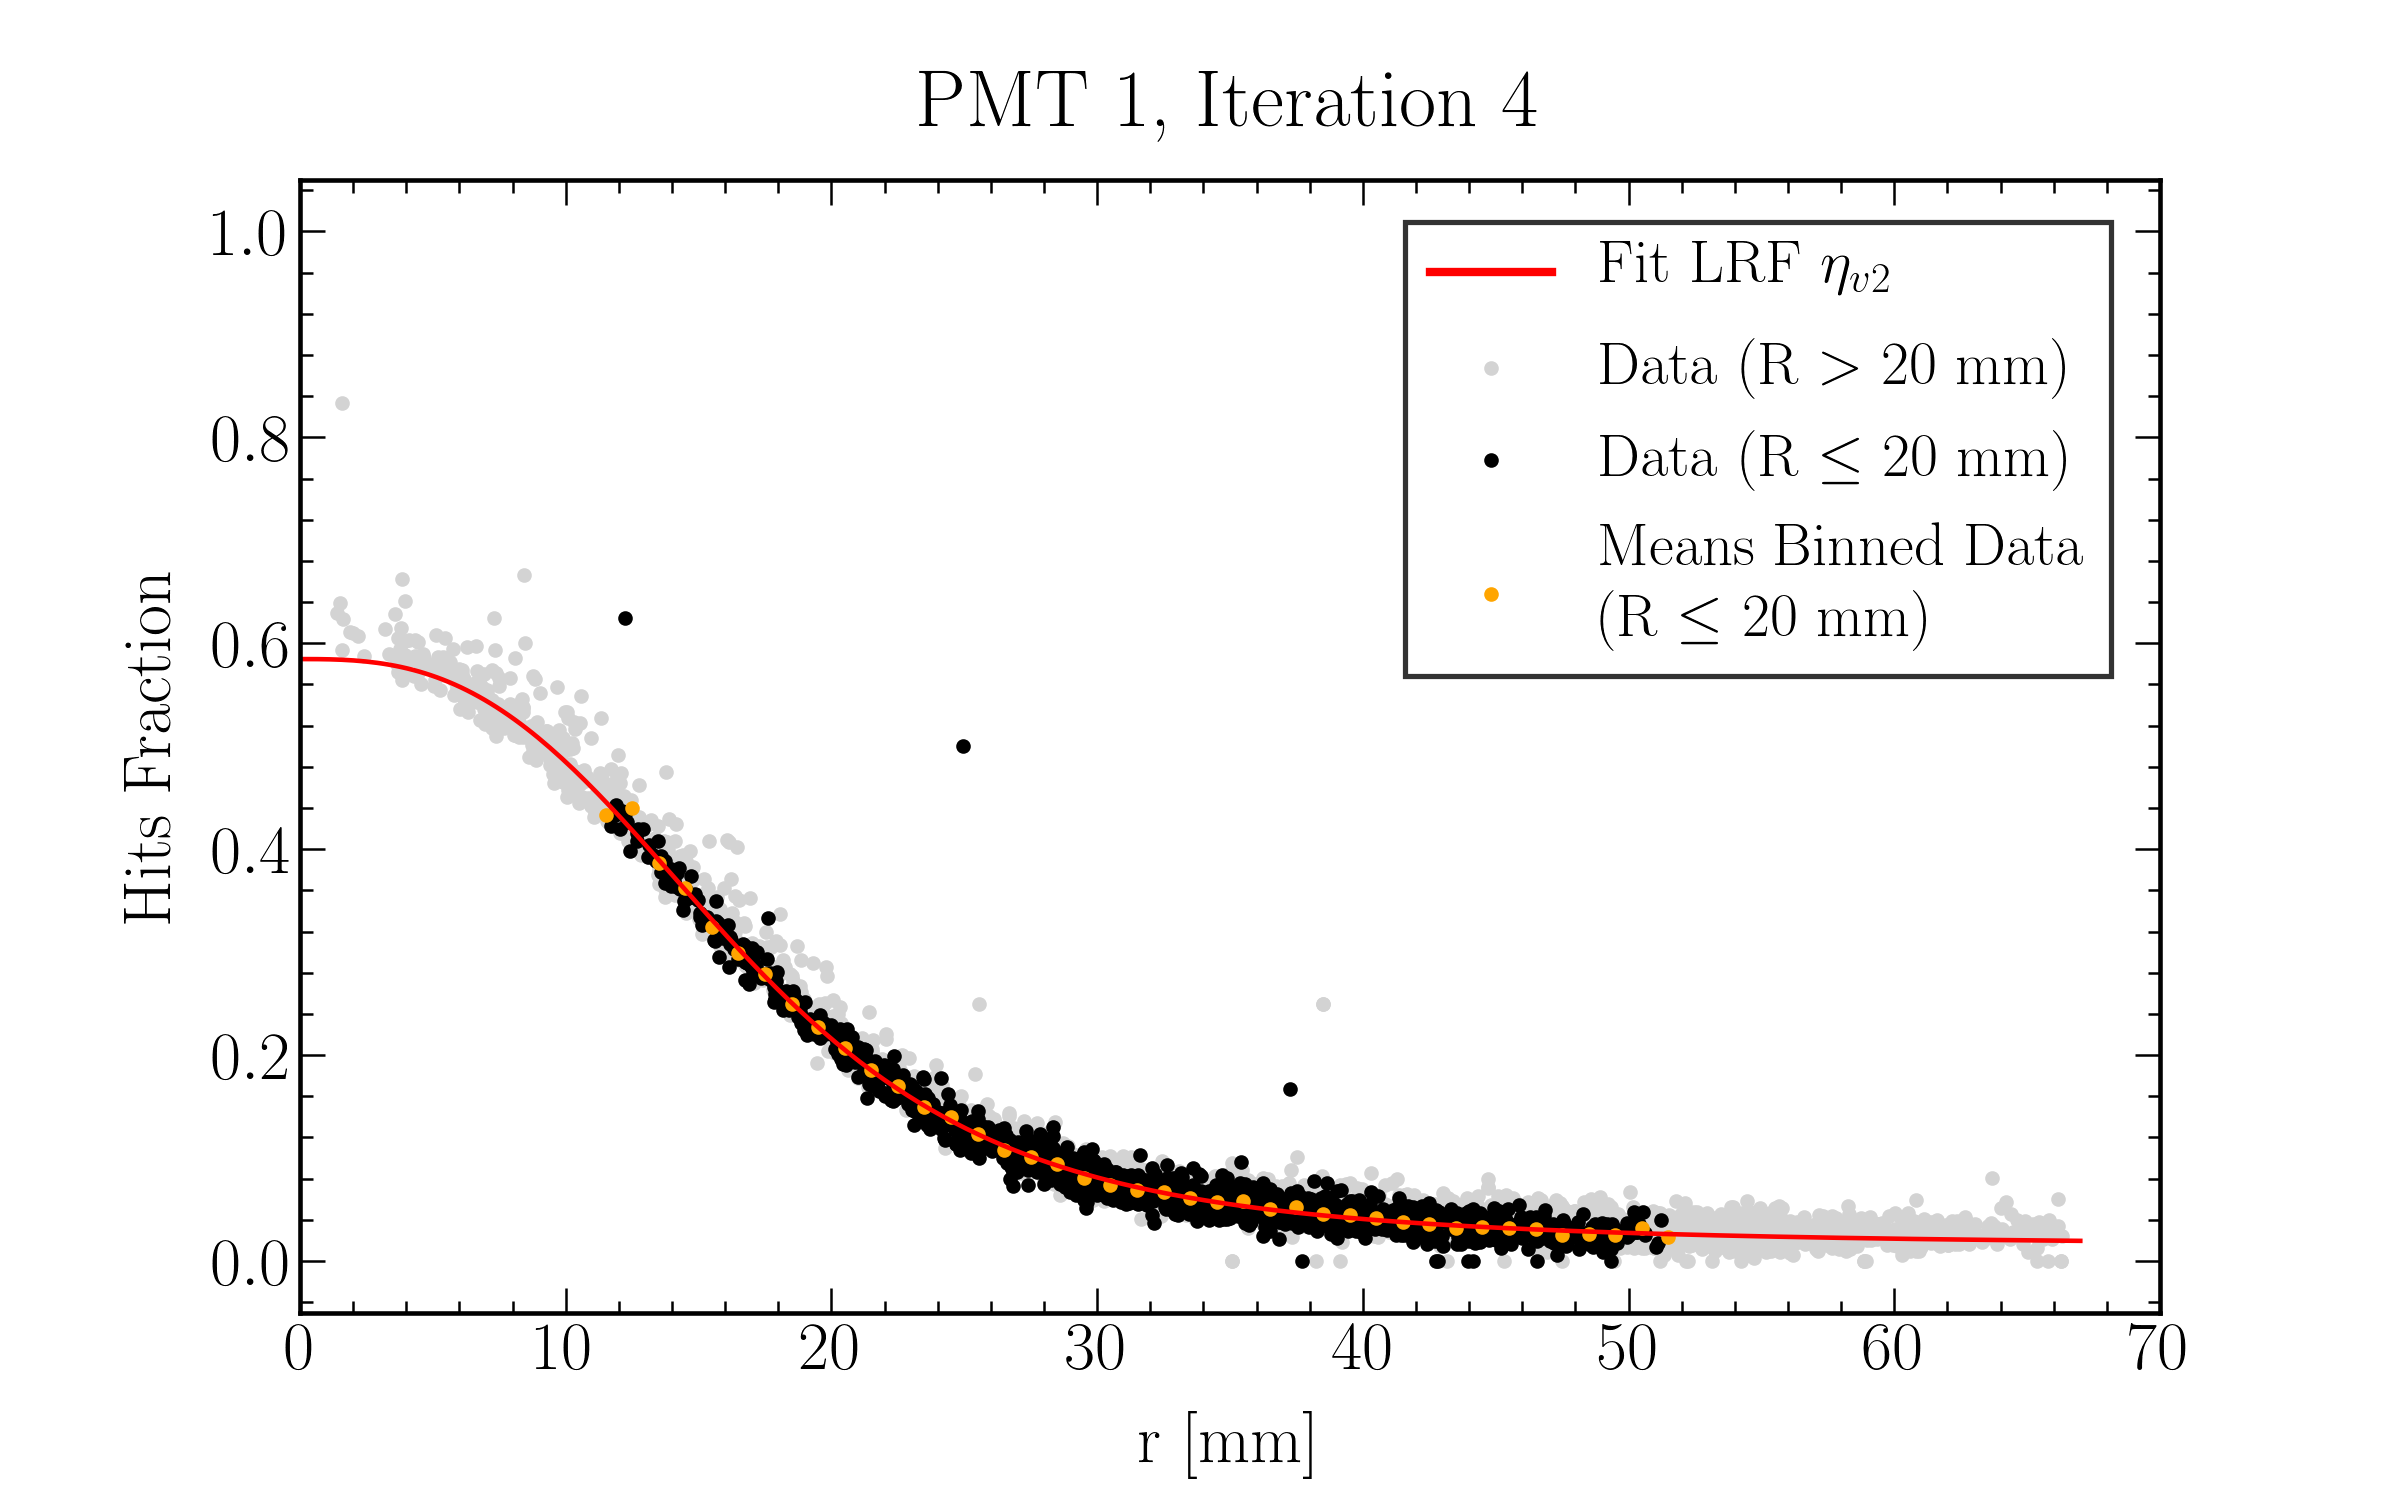 PMT 1, Iteration 4
Hits Fraction
1.0
0.8
0.6
0.4
0.2
0.0
Fit LRF η_{v2}
Data (R > 20 mm)
Data (R ≤ 20 mm)
Means Binned Data
(R ≤ 20 mm)
0 10 20 30 40 50 60 70
r [mm]